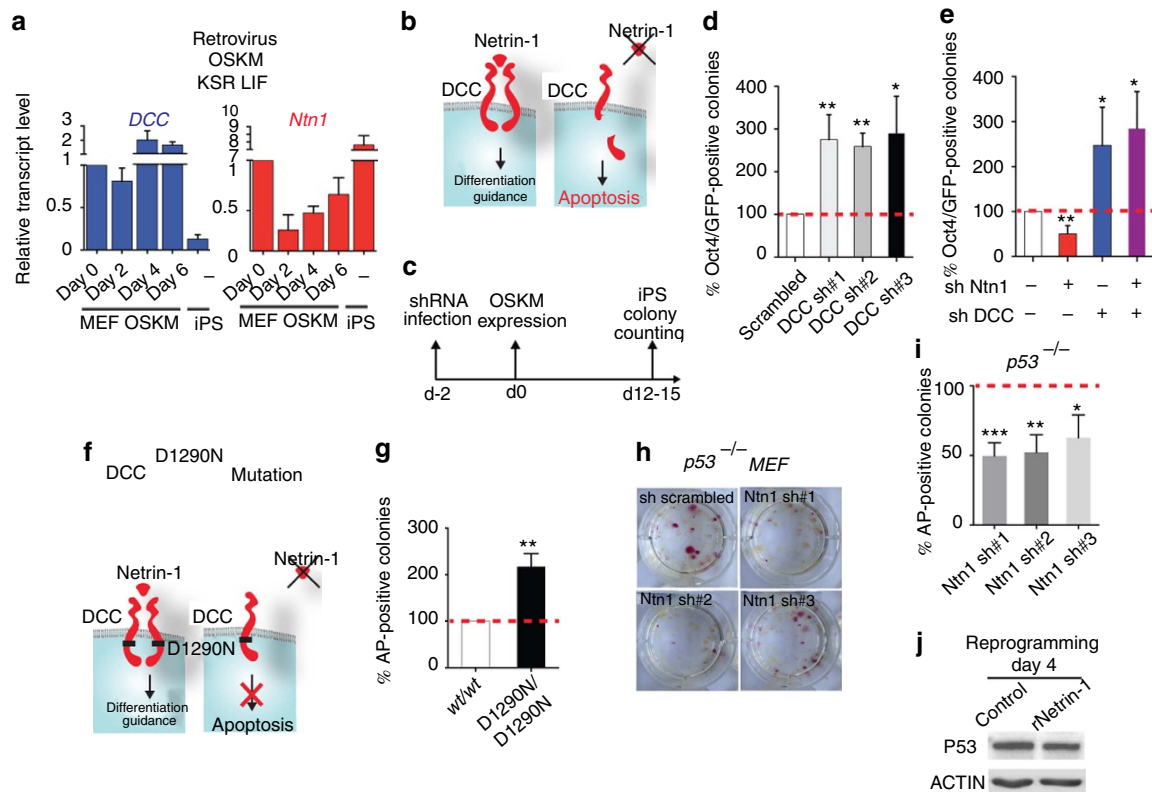 a
Retrovirus
OSKM
KSR LIF
Relative transcript level
DCC
3
2
1
1
0.5
0
Day 0
Day 2
Day 4
Day 6
–
MEF OSKM
iPS
Ntn1
10
9
8
7
1
0.5
0
Day 0
Day 2
Day 4
Day 6
–
MEF OSKM
iPS
b
Netrin-1
DCC
Differentiation
guidance
Netrin-1
DCC
Apoptosis
c
shRNA
infection
OSKM
expression
iPS
colony
counting
d-2
d0
d12-15
d
% Oct4/GFP-positive colonies
400
300
200
100
0
**
**
*
Scrambled
DCC sh#1
DCC sh#2
DCC sh#3
e
% Oct4/GFP-positive colonies
400
300
200
100
0
**
*
*
sh Ntn1 – + – +
sh DCC – – + +
f
DCC D1290N Mutation
Netrin-1
DCC
D1290N
Differentiation
guidance
Netrin-1
DCC
Apoptosis
g
% AP-positive colonies
300
200
100
0
**
wt/wt
D1290N/
D1290N
h
p53 –/– MEF
sh scrambled
Ntn1 sh#1
Ntn1 sh#2
Ntn1 sh#3
i
p53 –/–
% AP-positive colonies
100
50
0
***
**
*
Ntn1 sh#1
Ntn1 sh#2
Ntn1 sh#3
j
Reprogramming
day 4
Control
rNetrin-1
P53
ACTIN